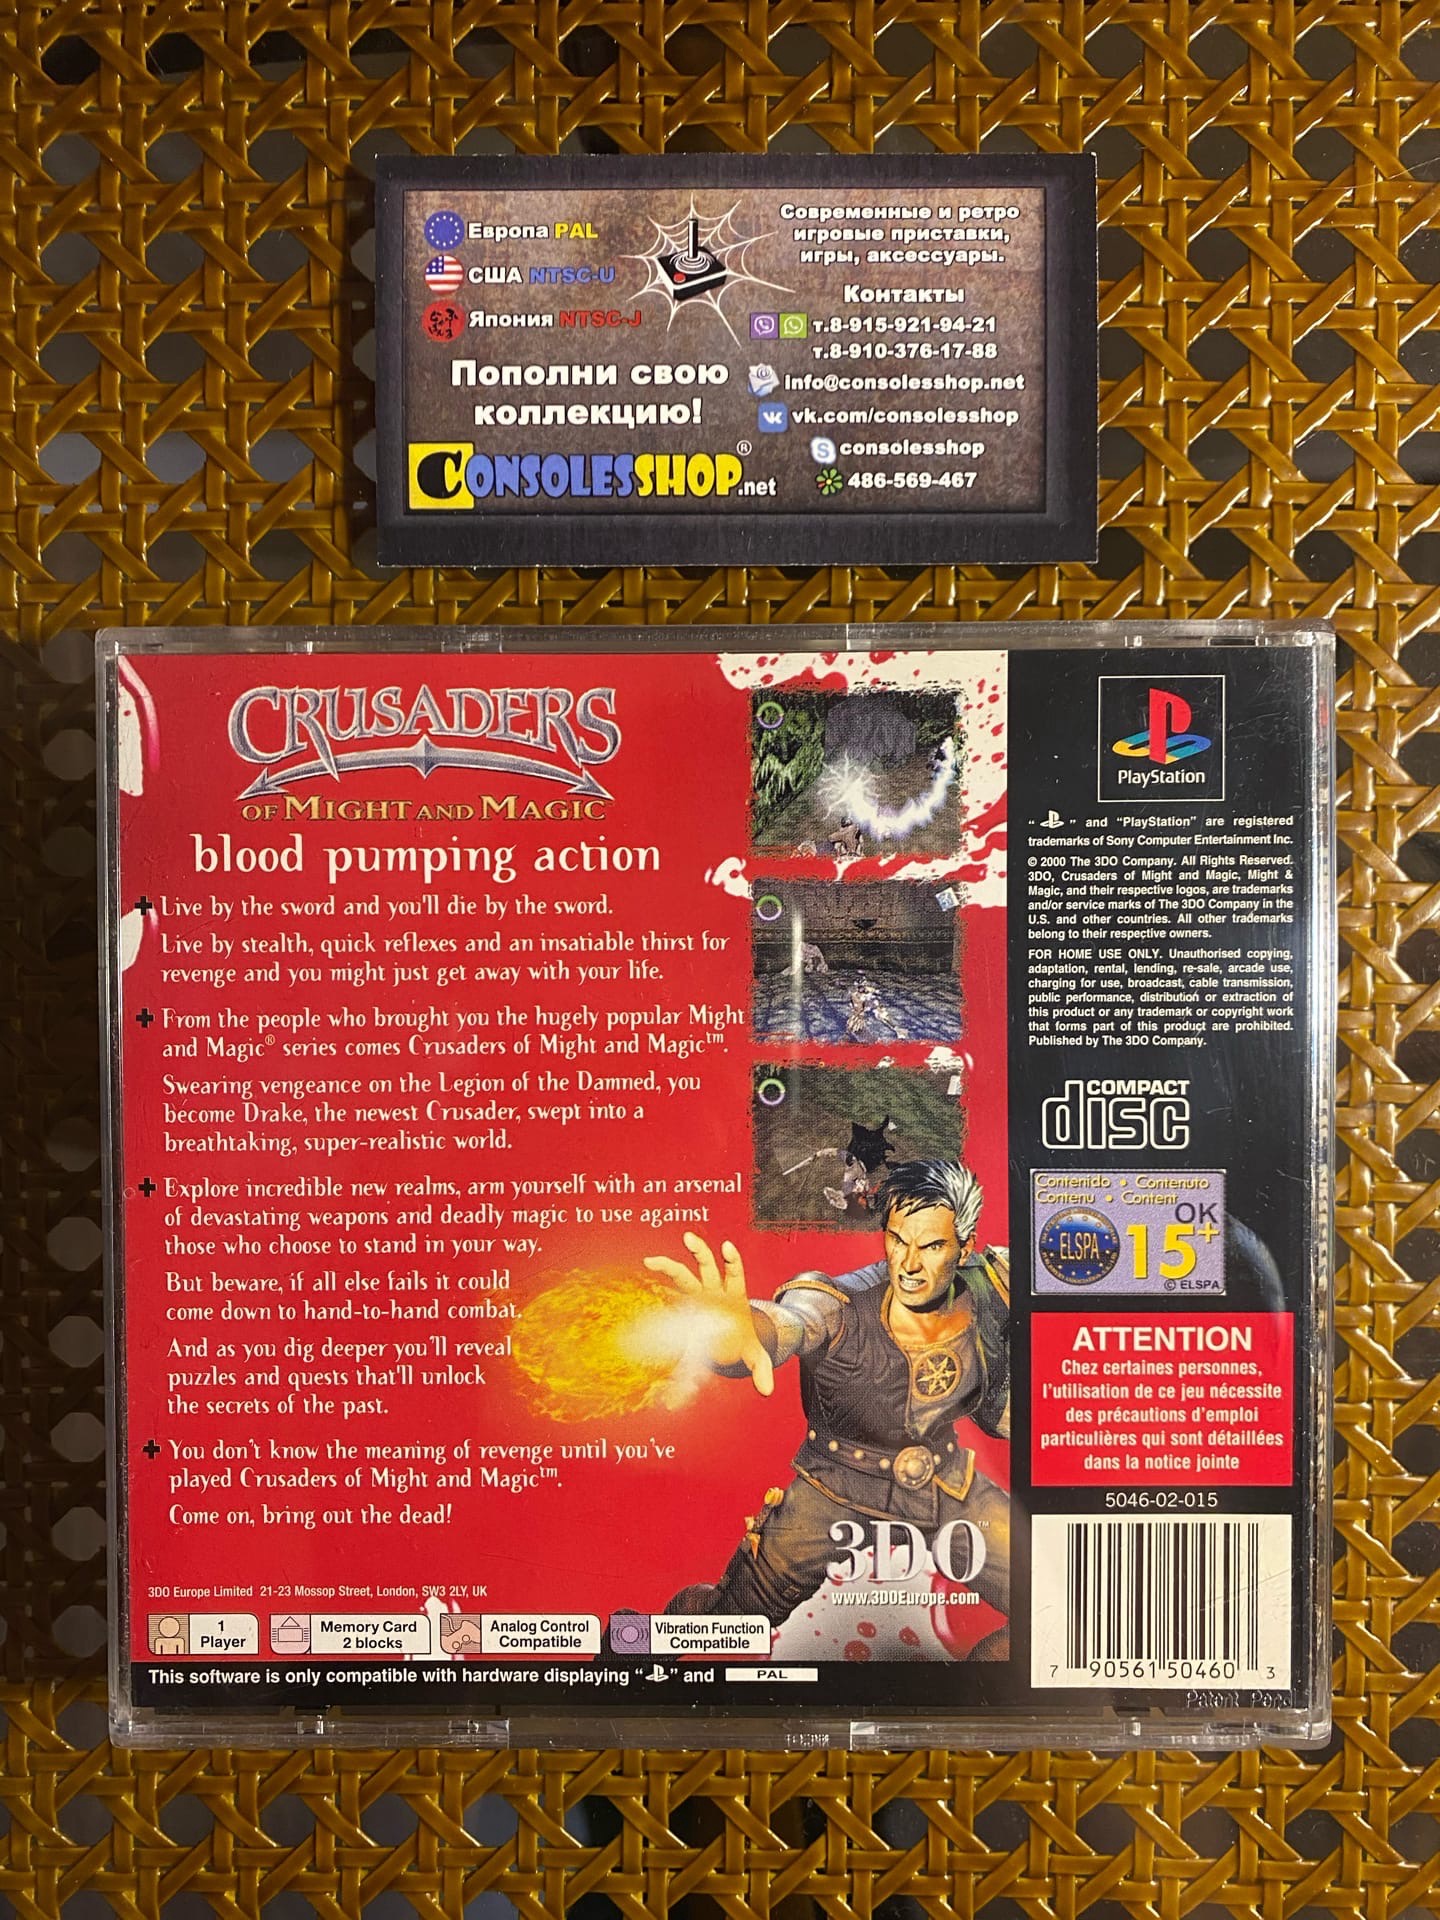 Европа PAL
США NTSC-U
Япония NTSC-J
Пополни свою
коллекцию!
CONSOLESSHOP®.net
Современные и ретро
игровые приставки,
игры, аксессуары.
Контакты
т.8-915-921-94-21
т.8-910-376-17-88
info@consolesshop.net
vk.com/consolesshop
consolesshop
486-569-467
CRUSADERS
OF MIGHT AND MAGIC
blood pumping action
Live by the sword and you'll die by the sword.
Live by stealth, quick reflexes and an insatiable thirst for
revenge and you might just get away with your life.
From the people who brought you the hugely popular Might
and Magic® series comes Crusaders of Might and Magic™.
Swearing vengeance on the Legion of the Damned, you
become Drake, the newest Crusader, swept into a
breathtaking, super-realistic world.
Explore incredible new realms, arm yourself with an arsenal
of devastating weapons and deadly magic to use against
those who choose to stand in your way.
But beware, if all else fails it could
come down to hand-to-hand combat.
And as you dig deeper you'll reveal
puzzles and quests that'll unlock
the secrets of the past.
You don't know the meaning of revenge until you've
played Crusaders of Might and Magic™.
Come on, bring out the dead!
3DO™
www.3DOEurope.com
3DO Europe Limited 21-23 Mossop Street, London, SW3 2LY, UK
1
Player
Memory Card
2 blocks
Analog Control
Compatible
Vibration Function
Compatible
This software is only compatible with hardware displaying "PS" and PAL
PlayStation
"PS" and "PlayStation" are registered
trademarks of Sony Computer Entertainment Inc.
© 2000 The 3DO Company. All Rights Reserved.
3DO, Crusaders of Might and Magic, Might &
Magic, and their respective logos, are trademarks
and/or service marks of The 3DO Company in the
U.S. and other countries. All other trademarks
belong to their respective owners.
FOR HOME USE ONLY. Unauthorised copying,
adaptation, rental, lending, re-sale, arcade use,
charging for use, broadcast, cable transmission,
public performance, distribution or extraction of
this product or any trademark or copyright work
that forms part of this product are prohibited.
Published by The 3DO Company.
COMPACT
disc
Contenido • Contenuto
Contenu • Content
OK
ELSPA
15+
© ELSPA
ATTENTION
Chez certaines personnes,
l'utilisation de ce jeu nécessite
des précautions d'emploi
particulières qui sont détaillées
dans la notice jointe
5046-02-015
7 90561 50460 3
Patent